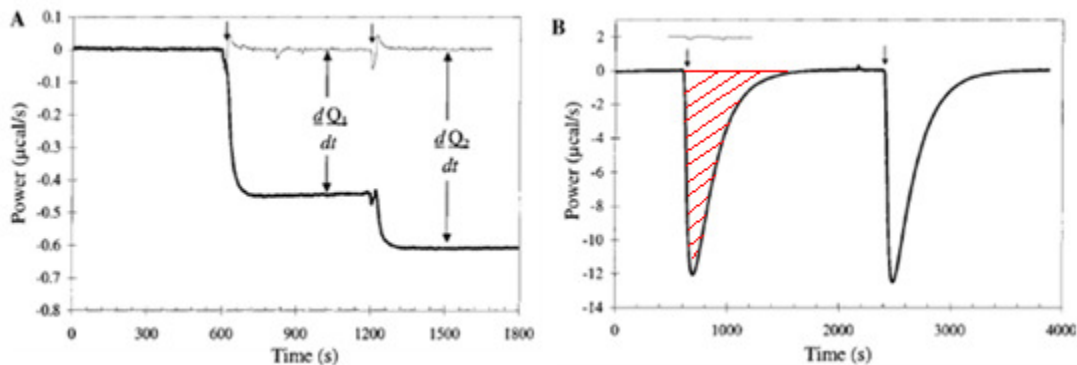 A
0.1
0
-0.1
-0.2
-0.3
-0.4
-0.5
-0.6
-0.7
-0.8
Power (µcal/s)
dQ₁
dt
dQ₂
dt
0 300 600 900 1200 1500 1800
Time (s)
B
2
0
-2
-4
-6
-8
-10
-12
-14
Power (µcal/s)
0 1000 2000 3000 4000
Time (s)